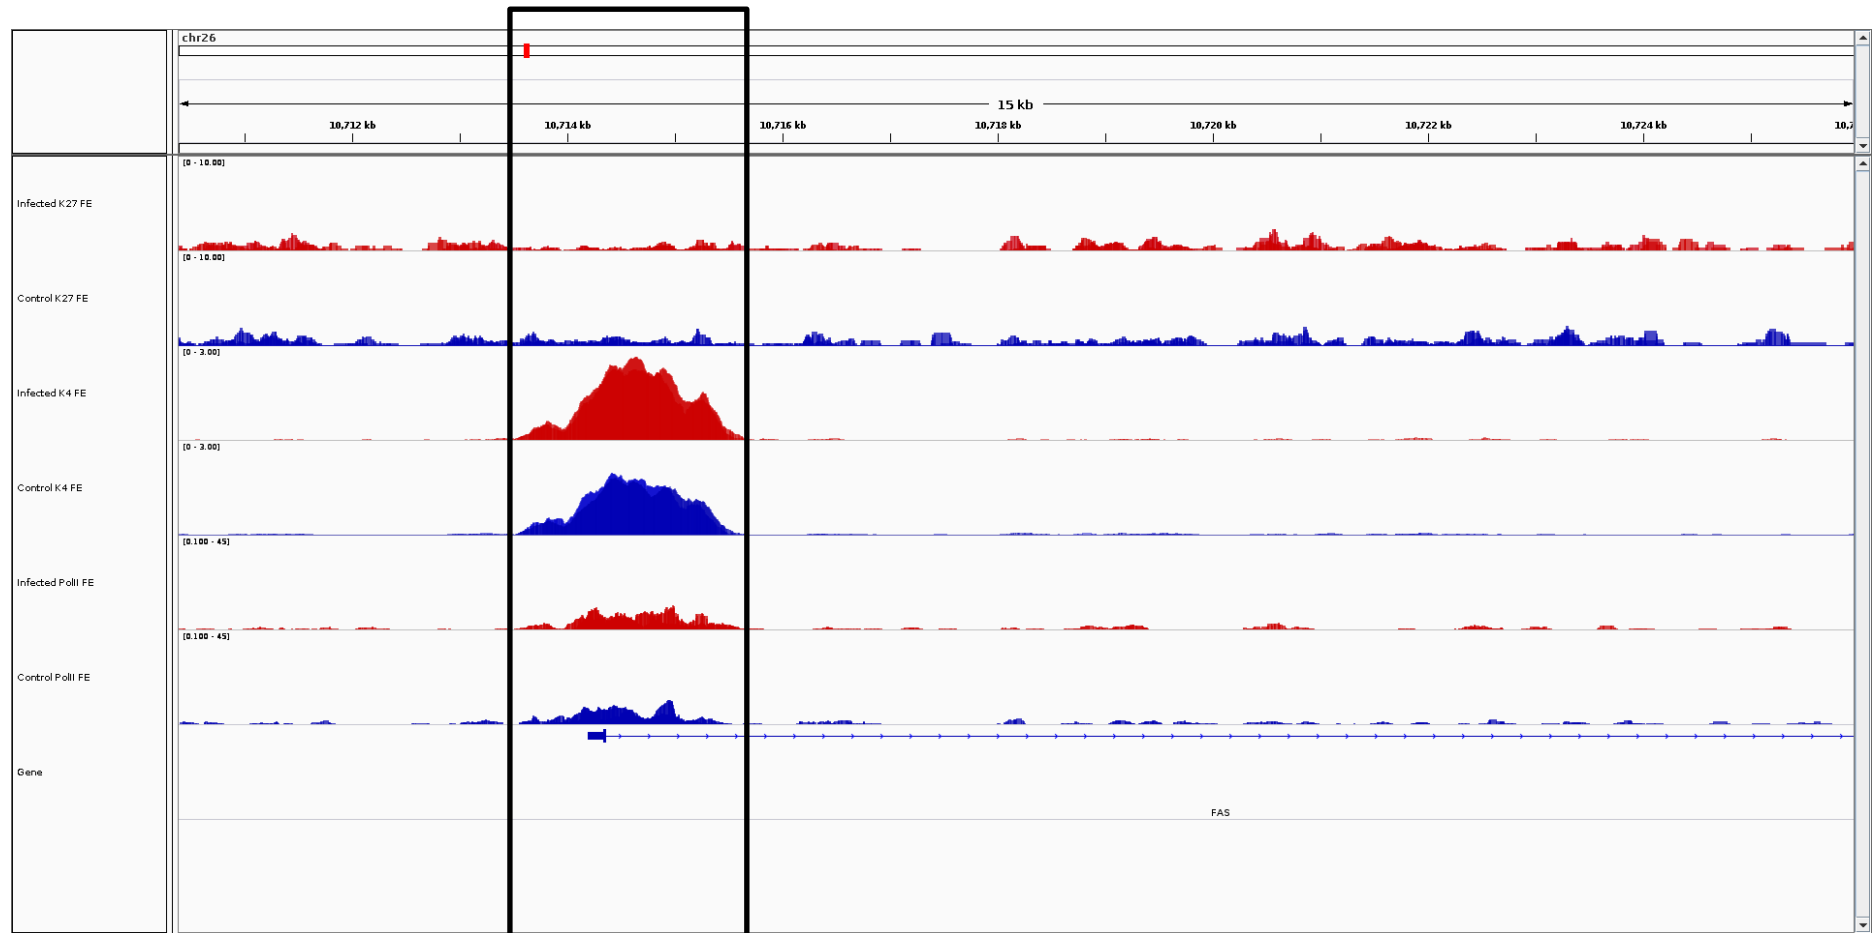 chr26
15 kb
10,712 kb 10,714 kb 10,716 kb 10,718 kb 10,720 kb 10,722 kb 10,724 kb 10,7
[0 - 10.00]
Infected K27 FE
[0 - 10.00]
Control K27 FE
[0 - 3.00]
Infected K4 FE
[0 - 3.00]
Control K4 FE
[0.100 - 45]
Infected PolII FE
[0.100 - 45]
Control PolII FE
Gene
FAS